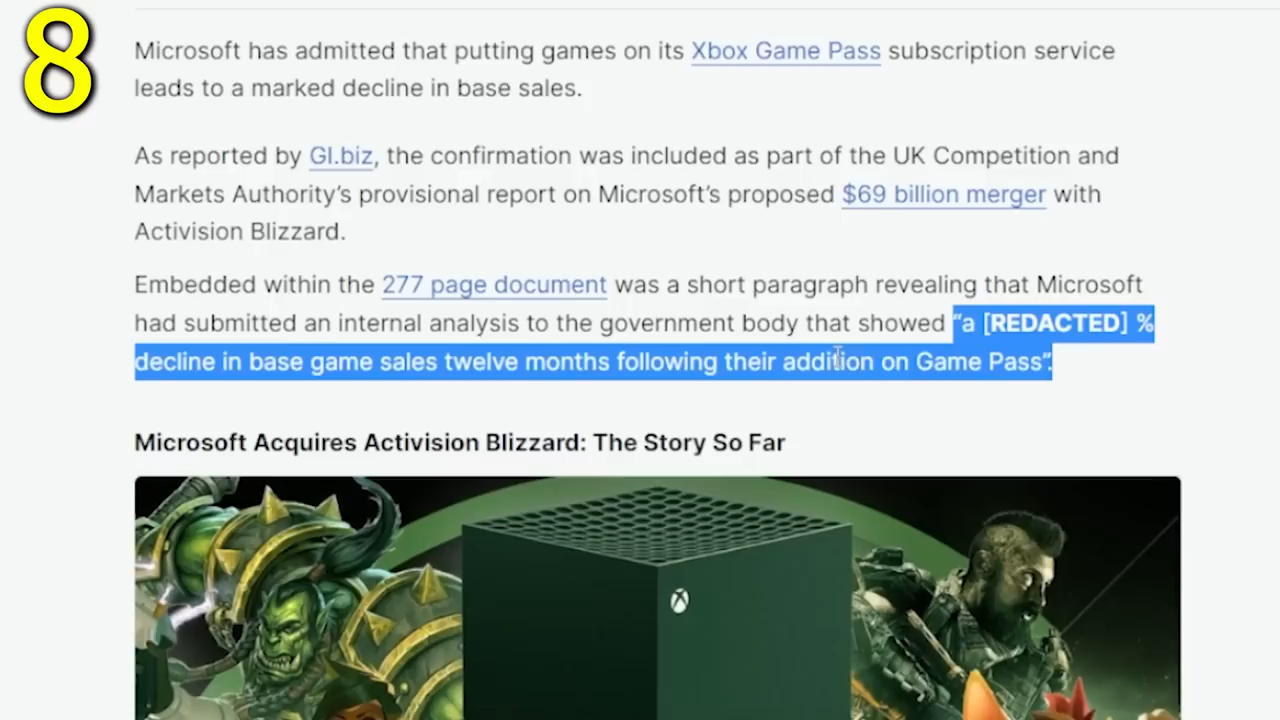 8
Microsoft has admitted that putting games on its Xbox Game Pass subscription service
leads to a marked decline in base sales.
As reported by GI.biz, the confirmation was included as part of the UK Competition and
Markets Authority’s provisional report on Microsoft’s proposed $69 billion merger with
Activision Blizzard.
Embedded within the 277 page document was a short paragraph revealing that Microsoft
had submitted an internal analysis to the government body that showed “a [REDACTED] %
decline in base game sales twelve months following their addition on Game Pass”.
Microsoft Acquires Activision Blizzard: The Story So Far